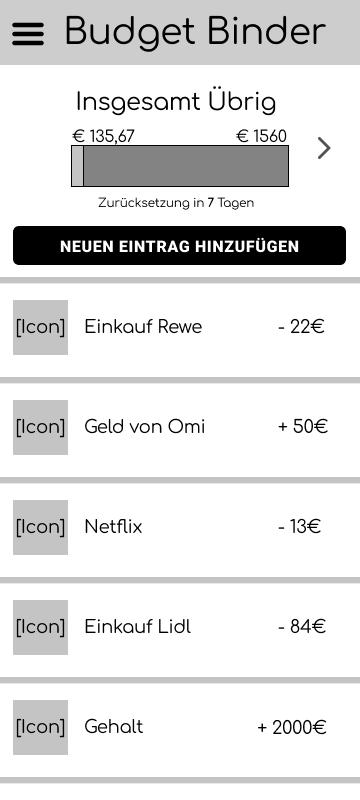 Budget Binder
Insgesamt Übrig
€ 135,67 € 1560
Zurücksetzung in 7 Tagen
NEUEN EINTRAG HINZUFÜGEN
[Icon] Einkauf Rewe - 22€
[Icon] Geld von Omi + 50€
[Icon] Netflix - 13€
[Icon] Einkauf Lidl - 84€
[Icon] Gehalt + 2000€